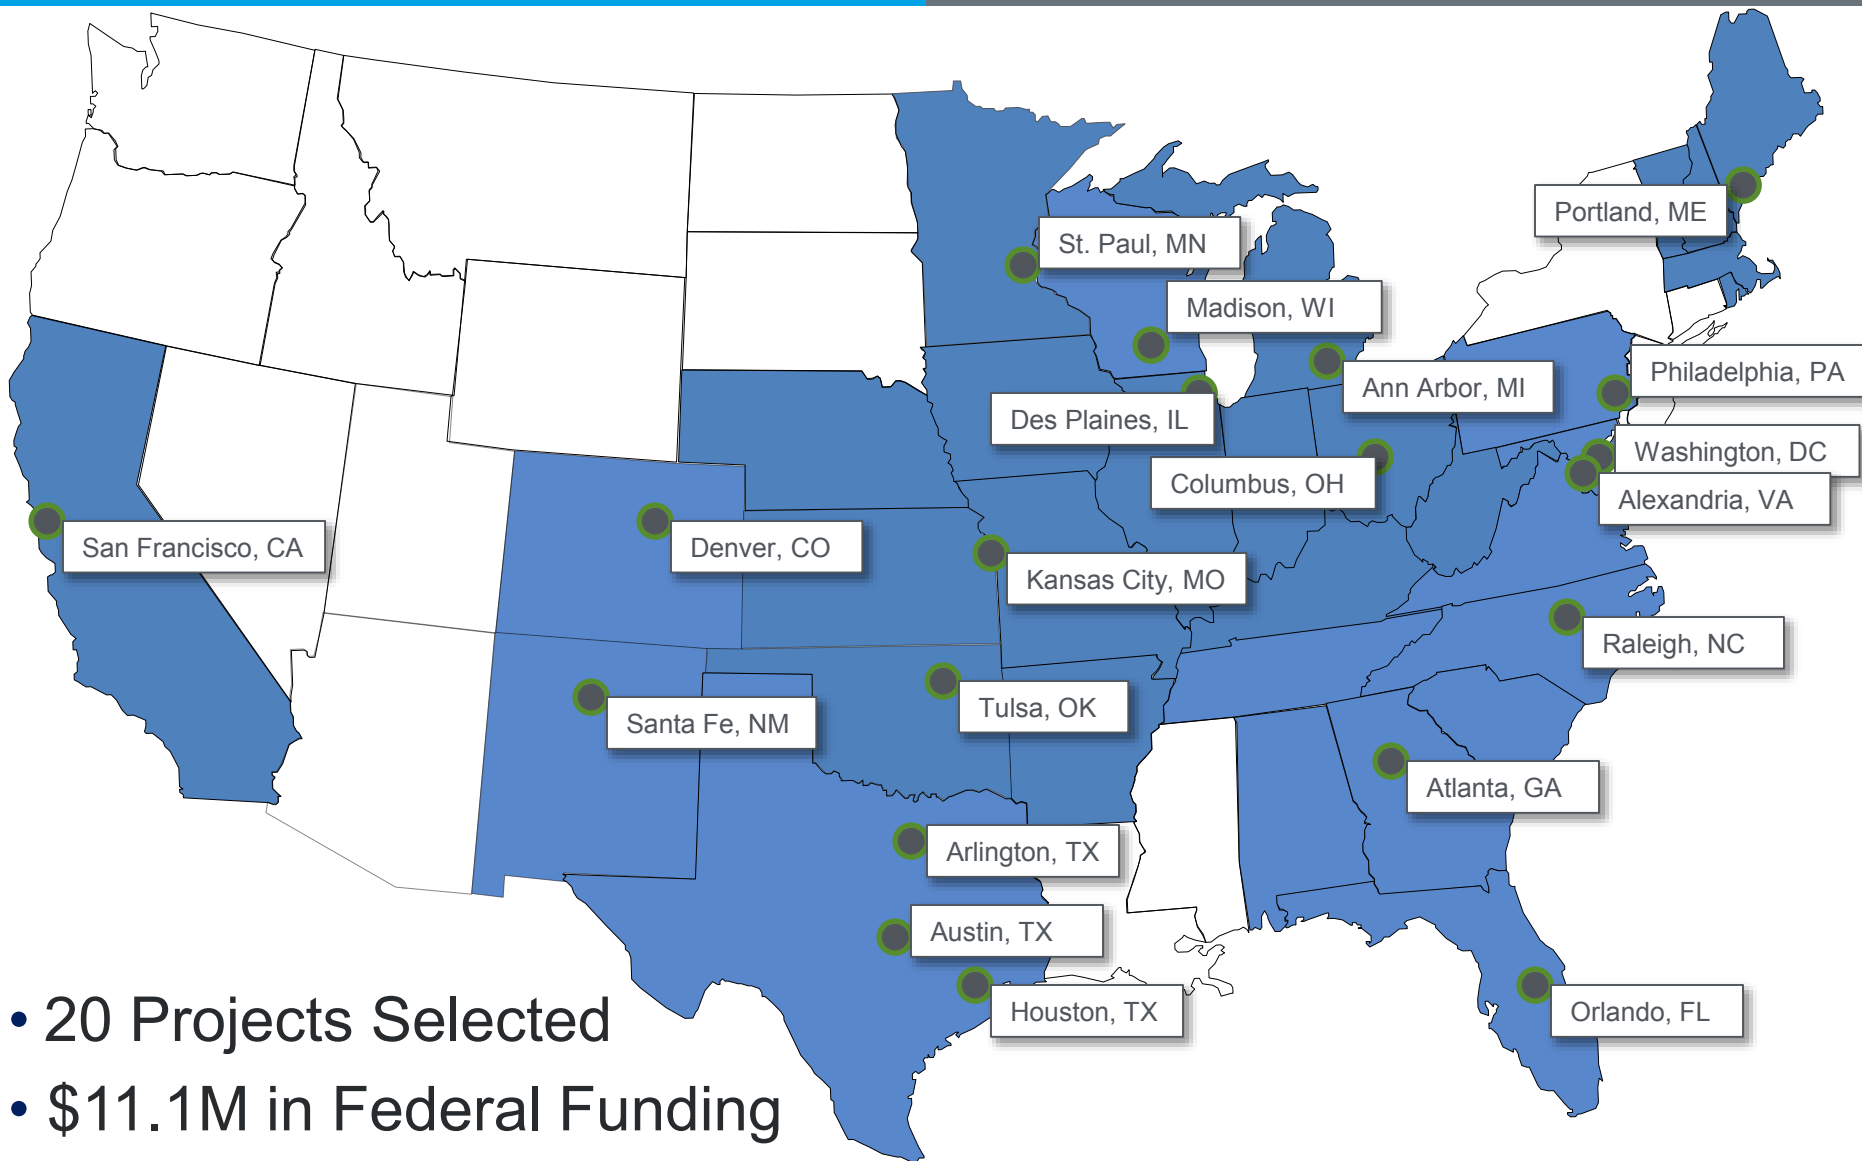 Portland, ME
St. Paul, MN
Madison, WI
Philadelphia, PA
Ann Arbor, MI
Des Plaines, IL
Washington, DC
Columbus, OH
Alexandria, VA
San Francisco, CA
Denver, CO
Kansas City, MO
Raleigh, NC
Santa Fe, NM
Tulsa, OK
Atlanta, GA
Arlington, TX
Austin, TX
Houston, TX
Orlando, FL
• 20 Projects Selected
• $11.1M in Federal Funding